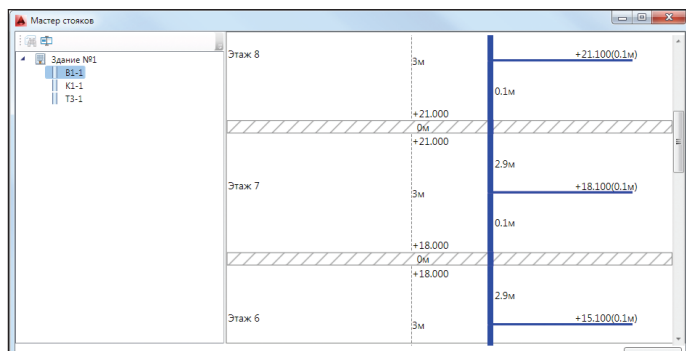 Мастер стояков
Здание №1
В1-1
К1-1
Т3-1
Этаж 8
3м
+21.100(0.1м)
0.1м
+21.000
0м
+21.000
2.9м
Этаж 7
3м
+18.100(0.1м)
0.1м
+18.000
0м
+18.000
2.9м
Этаж 6
3м
+15.100(0.1м)